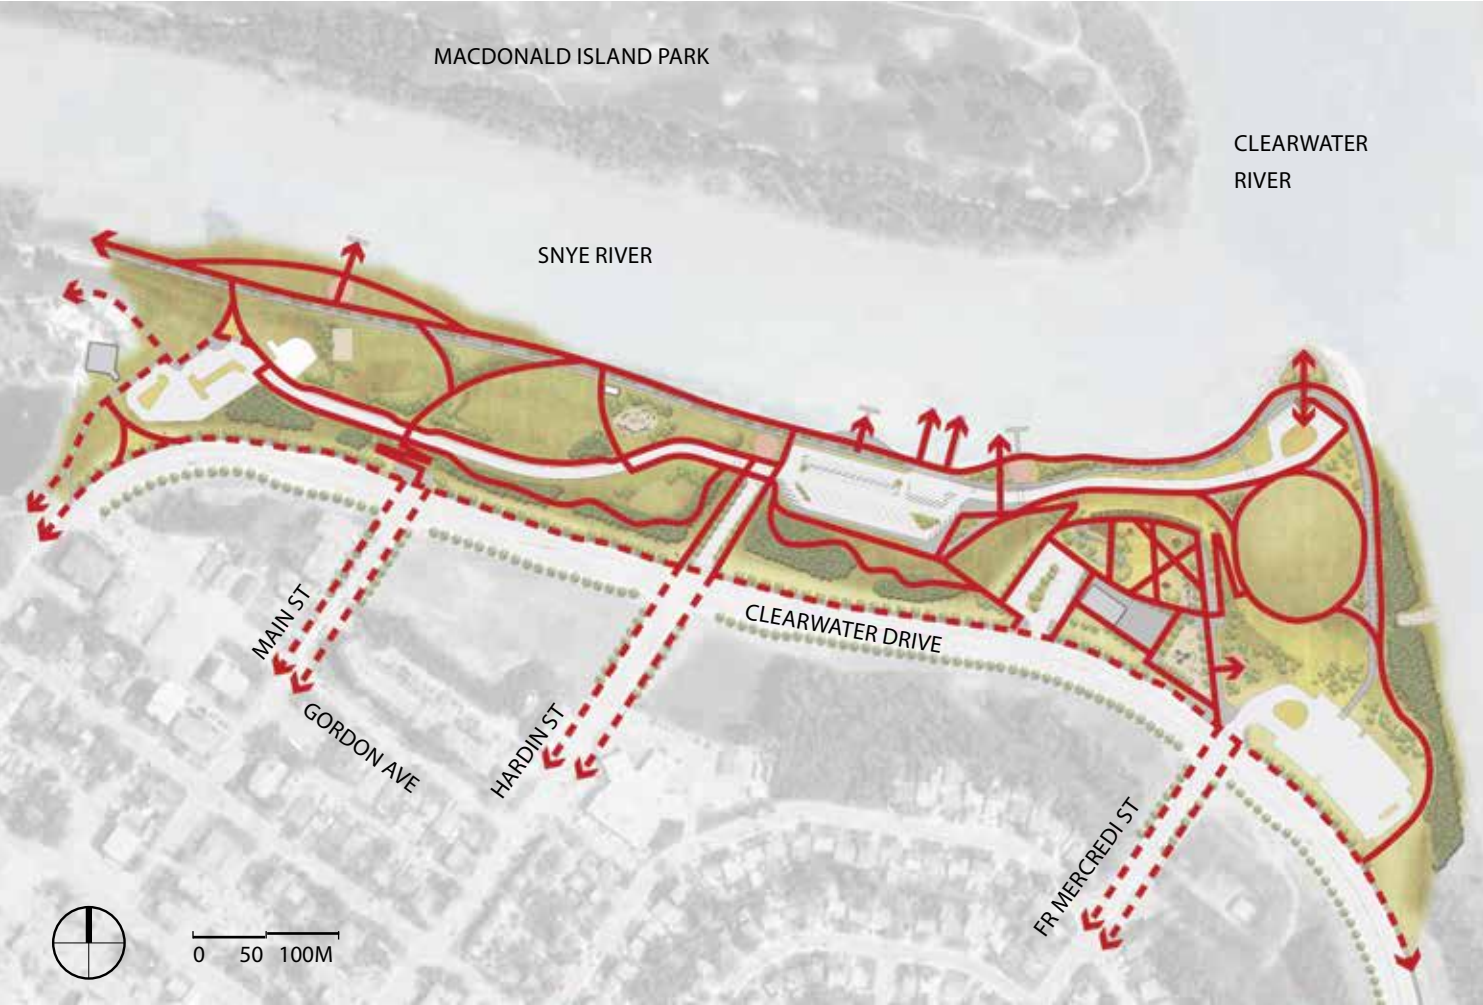 MACDONALD ISLAND PARK
CLEARWATER
RIVER
SNYE RIVER
MAIN ST
CLEARWATER DRIVE
GORDON AVE
HARDIN ST
FR MERCREDI ST
0 50 100M